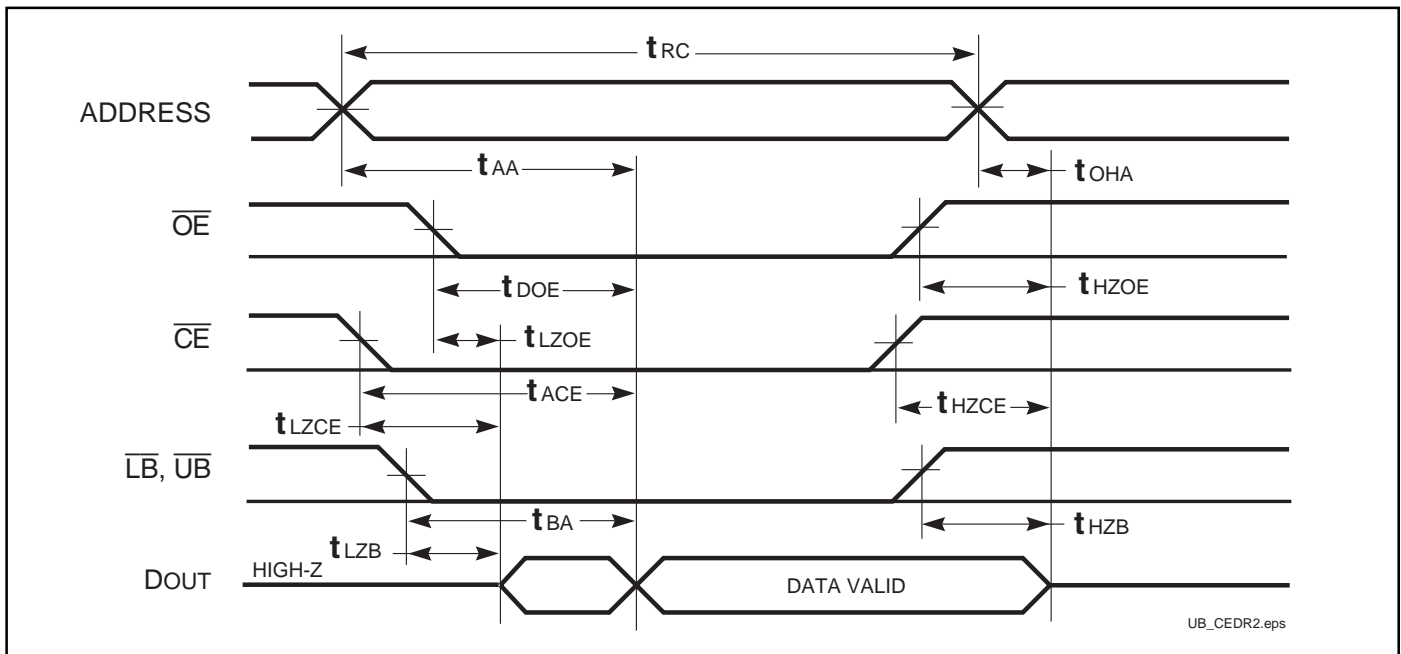 tRC
ADDRESS
tAA
tOHA
OE
tDOE
tHZOE
CE
tLZOE
tACE
tHZCE
tLZCE
LB, UB
tBA
tHZB
tLZB
DOUT
HIGH-Z
DATA VALID
UB_CEDR2.eps